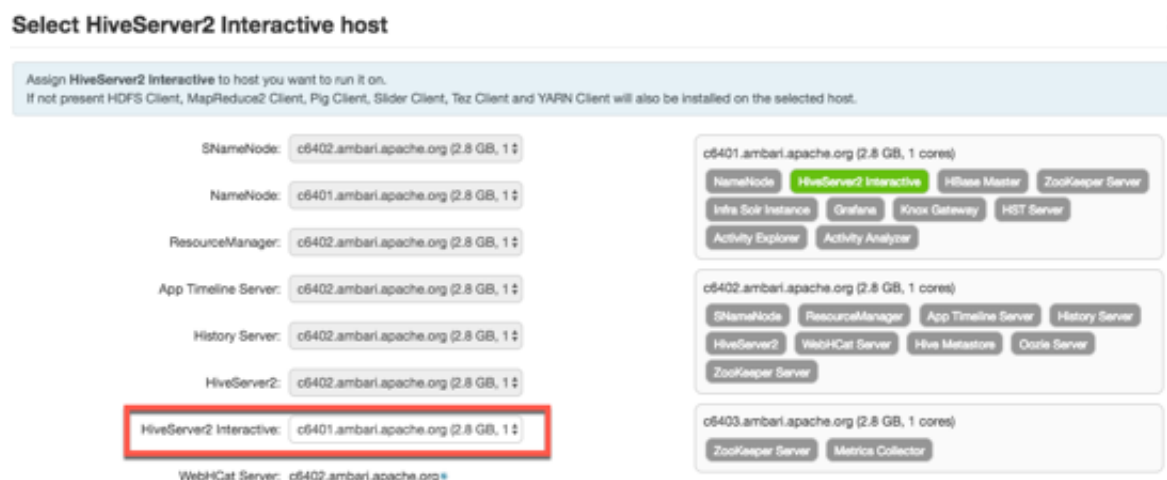 Select HiveServer2 Interactive host
Assign HiveServer2 Interactive to host you want to run it on.
If not present HDFS Client, MapReduce2 Client, Pig Client, Slider Client, Tez Client and YARN Client will also be installed on the selected host.
SNameNode: c6402.ambari.apache.org (2.8 GB, 1
NameNode: c6401.ambari.apache.org (2.8 GB, 1
ResourceManager: c6402.ambari.apache.org (2.8 GB, 1
App Timeline Server: c6402.ambari.apache.org (2.8 GB, 1
History Server: c6402.ambari.apache.org (2.8 GB, 1
HiveServer2: c6402.ambari.apache.org (2.8 GB, 1
HiveServer2 Interactive: c6401.ambari.apache.org (2.8 GB, 1
WebHCat Server: c6402.ambari.apache.org
c6401.ambari.apache.org (2.8 GB, 1 cores)
NameNode HiveServer2 Interactive HBase Master ZooKeeper Server
Infra Solr Instance Grafana Knox Gateway HST Server
Activity Explorer Activity Analyzer
c6402.ambari.apache.org (2.8 GB, 1 cores)
SNameNode ResourceManager App Timeline Server History Server
HiveServer2 WebHCat Server Hive Metastore Oozie Server
ZooKeeper Server
c6403.ambari.apache.org (2.8 GB, 1 cores)
ZooKeeper Server Metrics Collector